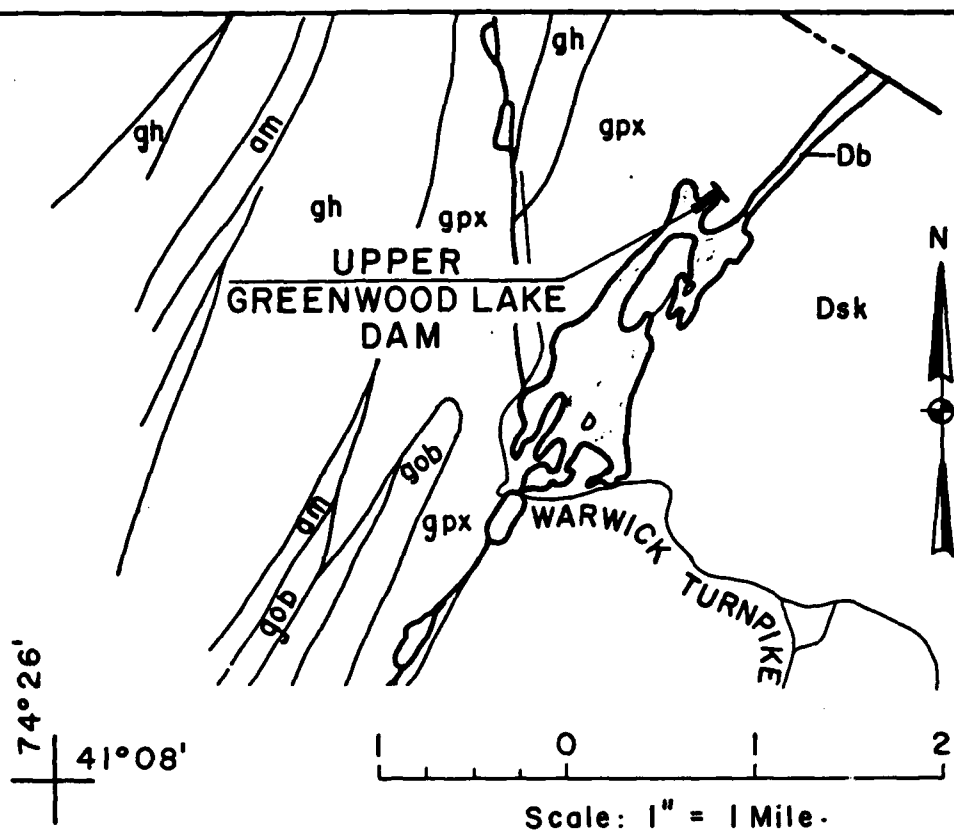 gh
gh
am
gpx
Db
gh
gpx
N
UPPER
GREENWOOD LAKE
DAM
Dsk
gob
am
gpx
WARWICK TURNPIKE
gob
74°26'
41°08'
1 0 1 2
Scale: 1" = 1 Mile.